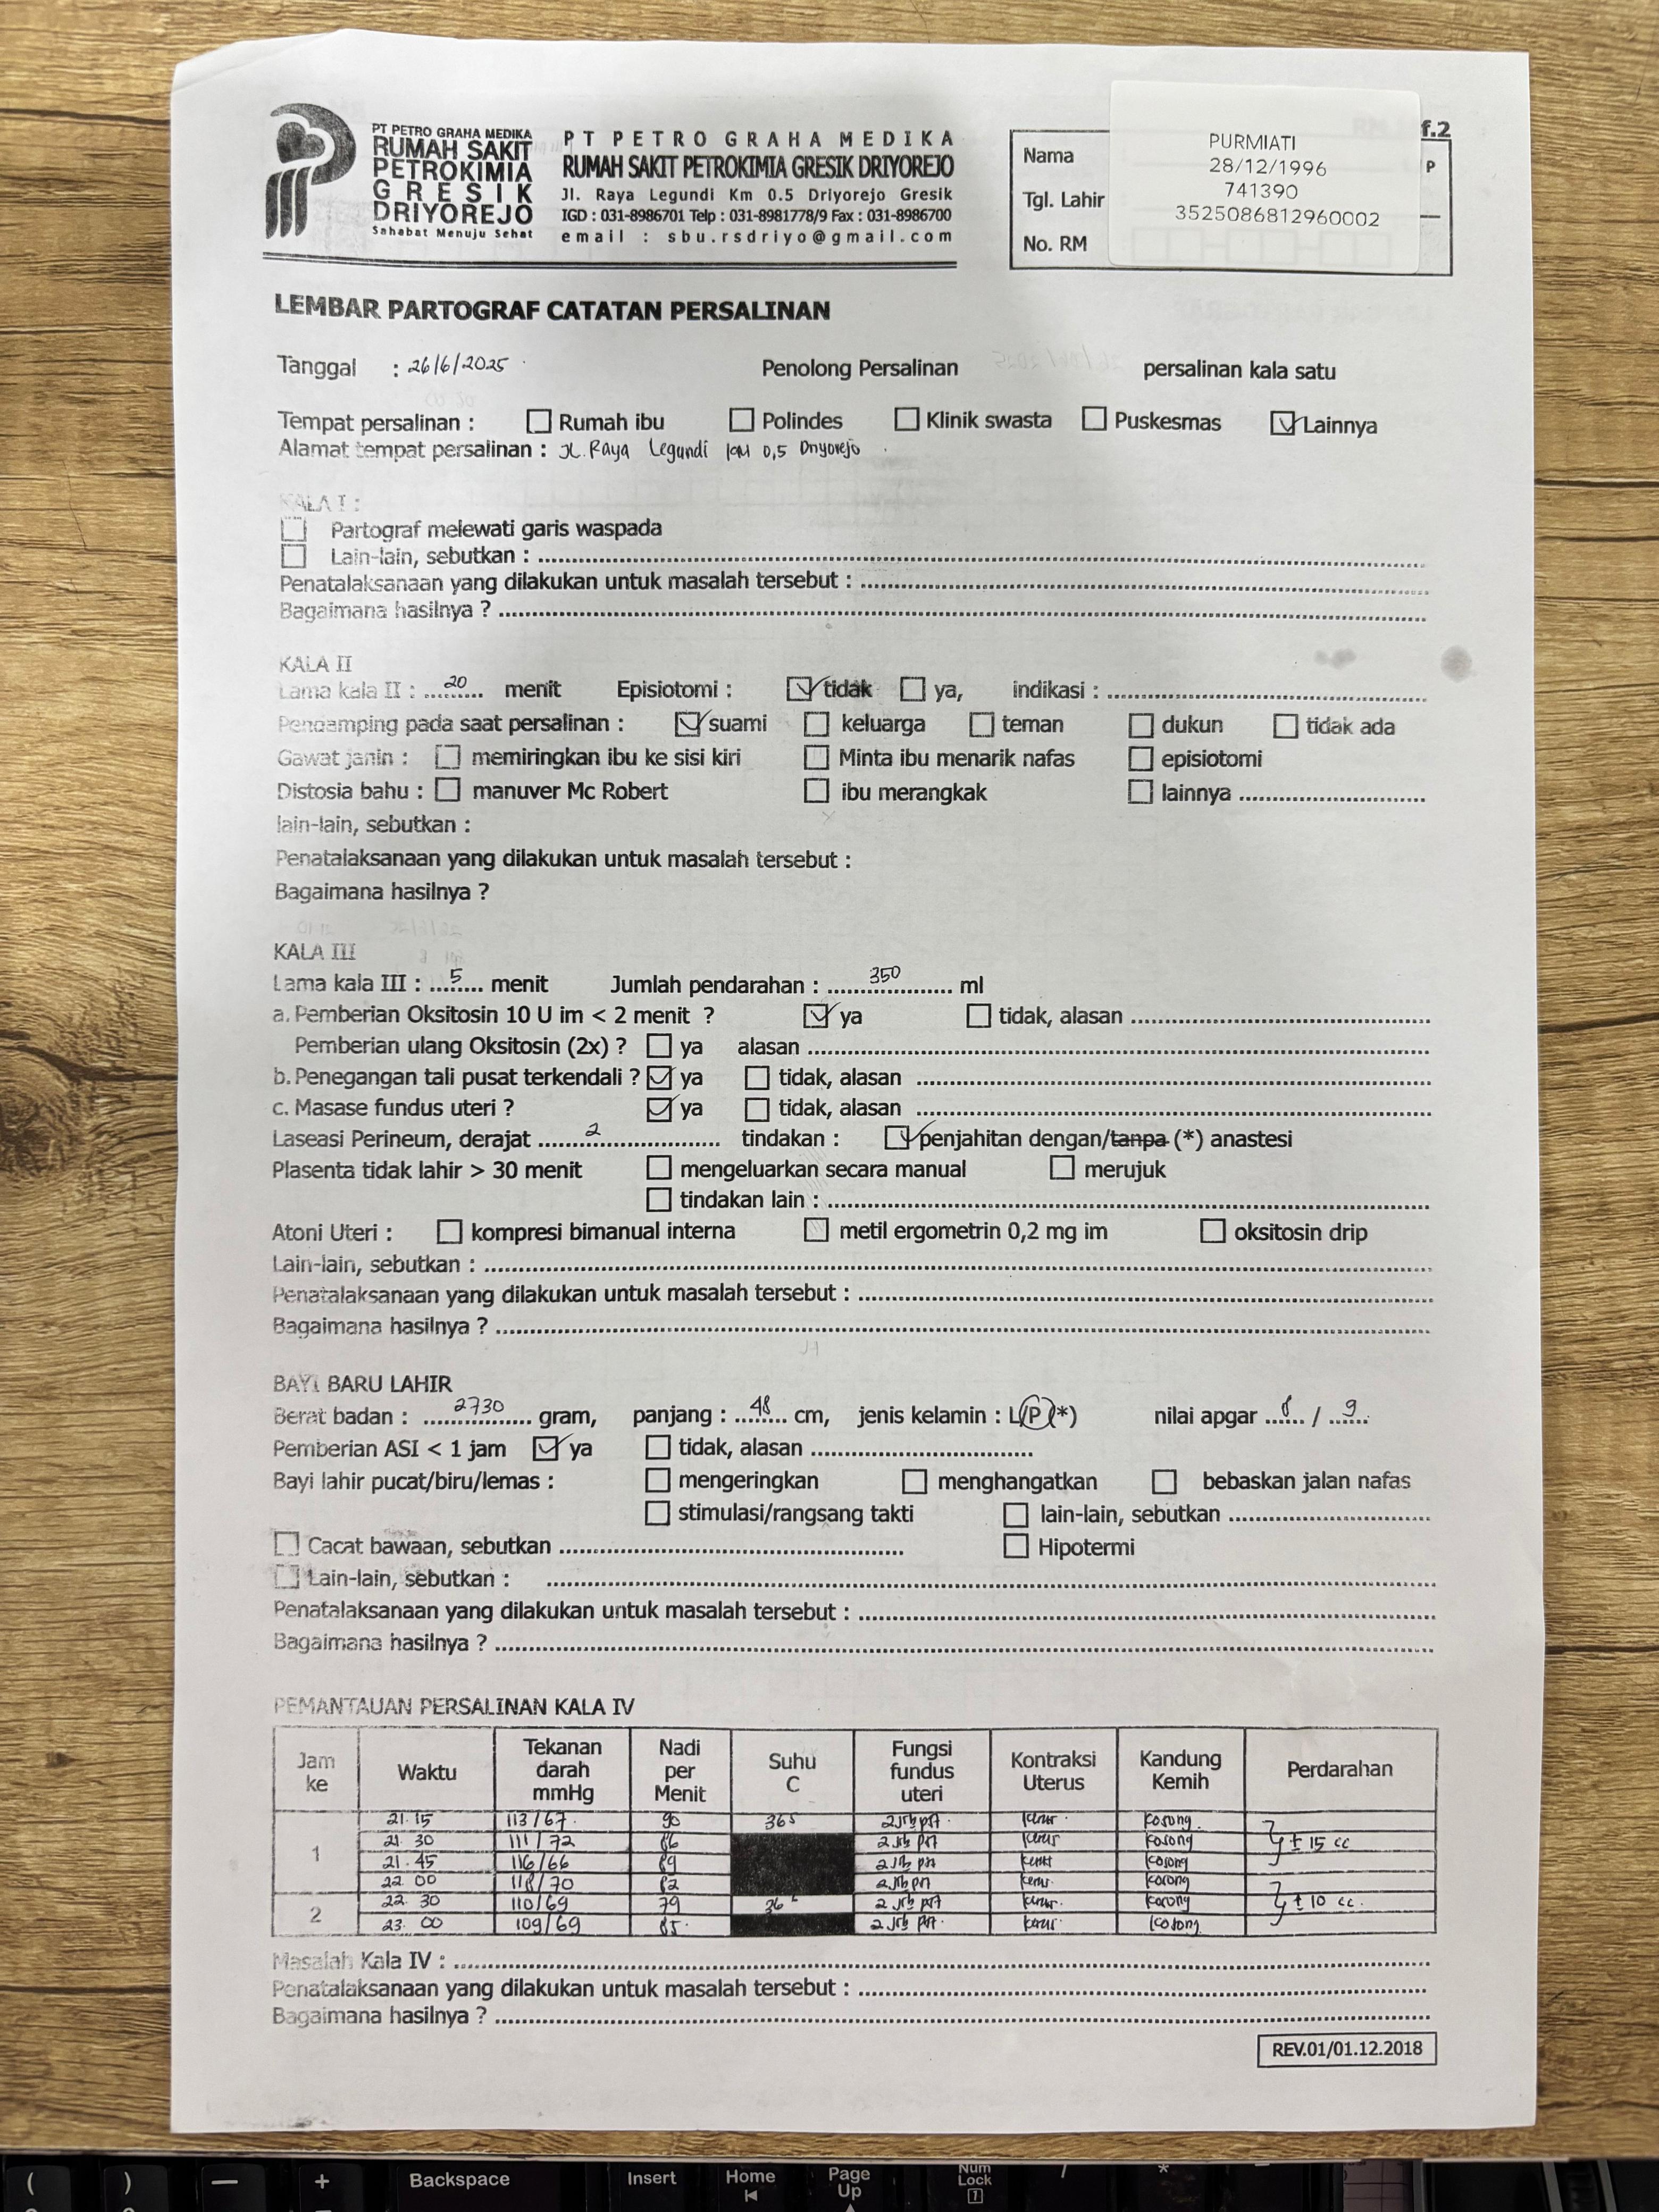 PT PETRO GRAHA MEDIKA
RUMAH SAKIT
PETROKIMIA
GRESIK
DRIYOREJO
Sahabat Menuju Sehat
PT PETRO GRAHA MEDIKA
RUMAH SAKIT PETROKIMIA GRESIK DRIYOREJO
Jl. Raya Legundi Km 0.5 Driyorejo Gresik
IGD : 031-8986701 Telp : 031-8981778/9 Fax : 031-8986700
email : sbu.rsdriyo@gmail.com
f.2
Nama
Tgl. Lahir
No. RM
PURMIATI
28/12/1996
741390
3525086812960002
P
LEMBAR PARTOGRAF CATATAN PERSALINAN
Tanggal : 26/6/2025 Penolong Persalinan persalinan kala satu
Tempat persalinan : Rumah ibu Polindes Klinik swasta Puskesmas Lainnya
Alamat tempat persalinan : JL. Raya Legundi KM 0,5 Driyorejo
KALA I :
Partograf melewati garis waspada
Lain-lain, sebutkan :
Penatalaksanaan yang dilakukan untuk masalah tersebut :
Bagaimana hasilnya ?
KALA II
Lama kala II : 20 menit Episiotomi : tidak ya, indikasi :
Pendamping pada saat persalinan : suami keluarga teman dukun tidak ada
Gawat janin : memiringkan ibu ke sisi kiri Minta ibu menarik nafas episiotomi
Distosia bahu : manuver Mc Robert ibu merangkak lainnya
lain-lain, sebutkan :
Penatalaksanaan yang dilakukan untuk masalah tersebut :
Bagaimana hasilnya ?
KALA III
Lama kala III : 5 menit Jumlah pendarahan : 350 ml
a. Pemberian Oksitosin 10 U im < 2 menit ? ya tidak, alasan
Pemberian ulang Oksitosin (2x) ? ya alasan
b. Penegangan tali pusat terkendali ? ya tidak, alasan
c. Masase fundus uteri ? ya tidak, alasan
Laseasi Perineum, derajat 2 tindakan : penjahitan dengan/tanpa (*) anastesi
Plasenta tidak lahir > 30 menit mengeluarkan secara manual merujuk
tindakan lain :
Atoni Uteri : kompresi bimanual interna metil ergometrin 0,2 mg im oksitosin drip
Lain-lain, sebutkan :
Penatalaksanaan yang dilakukan untuk masalah tersebut :
Bagaimana hasilnya ?
BAYI BARU LAHIR
Berat badan : 2730 gram, panjang : 48 cm, jenis kelamin : L/P (*) nilai apgar 8 / 9
Pemberian ASI < 1 jam ya tidak, alasan
Bayi lahir pucat/biru/lemas : mengeringkan menghangatkan bebaskan jalan nafas
stimulasi/rangsang takti lain-lain, sebutkan
Cacat bawaan, sebutkan Hipotermi
Lain-lain, sebutkan :
Penatalaksanaan yang dilakukan untuk masalah tersebut :
Bagaimana hasilnya ?
PEMANTAUAN PERSALINAN KALA IV
Jam ke Waktu Tekanan darah mmHg Nadi per Menit Suhu C Fungsi fundus uteri Kontraksi Uterus Kandung Kemih Perdarahan
1 21.15 113/67 90 36⁵ 2 jrb pst keras kosong
21.30 111/72 86 2 jrb pst keras kosong ± 15 cc
21.45 116/66 89 2 jrb pst keras kosong
22.00 118/70 82 2 jrb pst keras kosong
2 22.30 110/69 79 36 2 jrb pst keras kosong ± 10 cc.
23.00 109/69 85 2 jrb pst keras kosong
Masalah Kala IV :
Penatalaksanaan yang dilakukan untuk masalah tersebut :
Bagaimana hasilnya ?
REV.01/01.12.2018
( ) — + Backspace Insert Home Page Up Num Lock / *